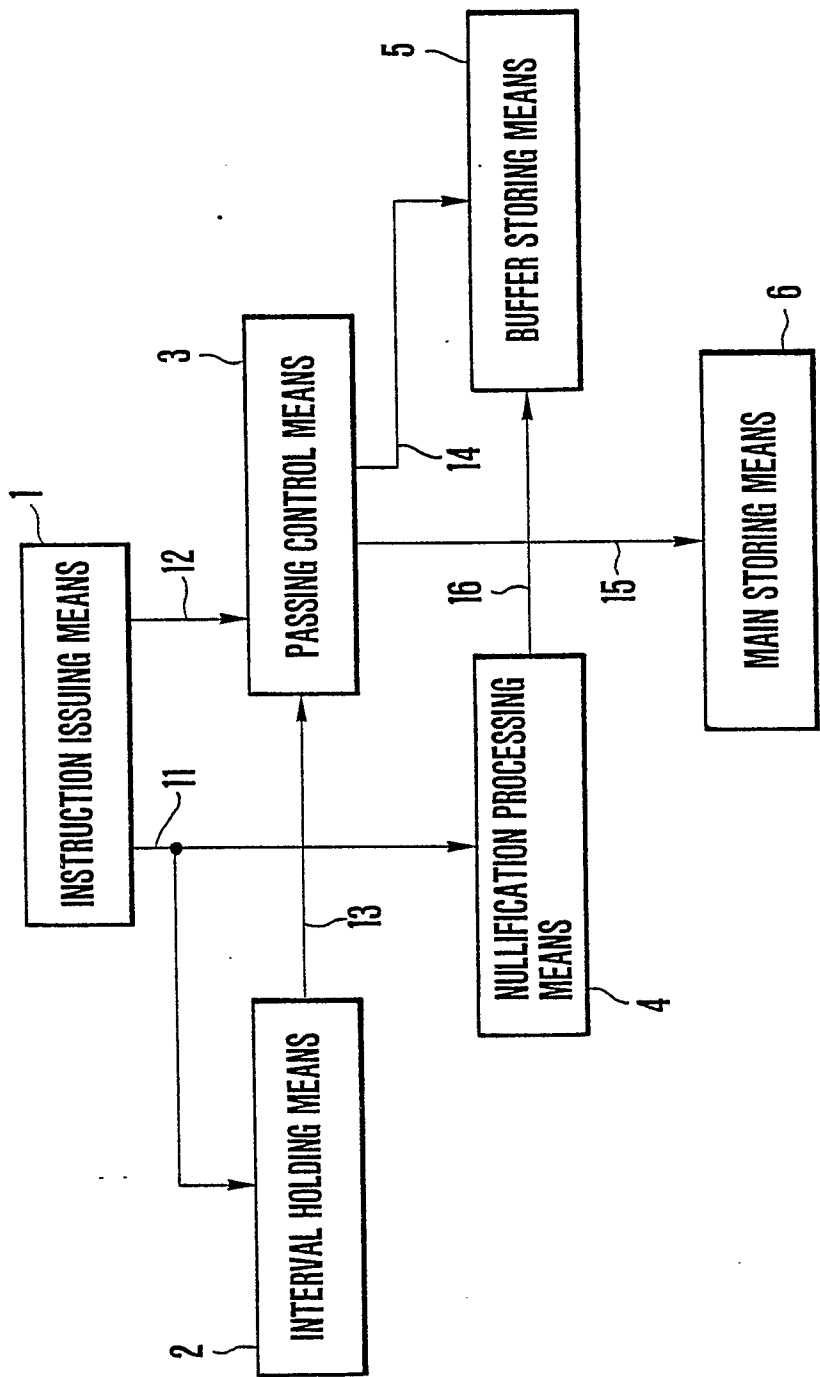 1
INSTRUCTION ISSUING MEANS
11
12
2
INTERVAL HOLDING MEANS
13
3
PASSING CONTROL MEANS
14
15
4
NULLIFICATION PROCESSING
MEANS
16
5
BUFFER STORING MEANS
6
MAIN STORING MEANS